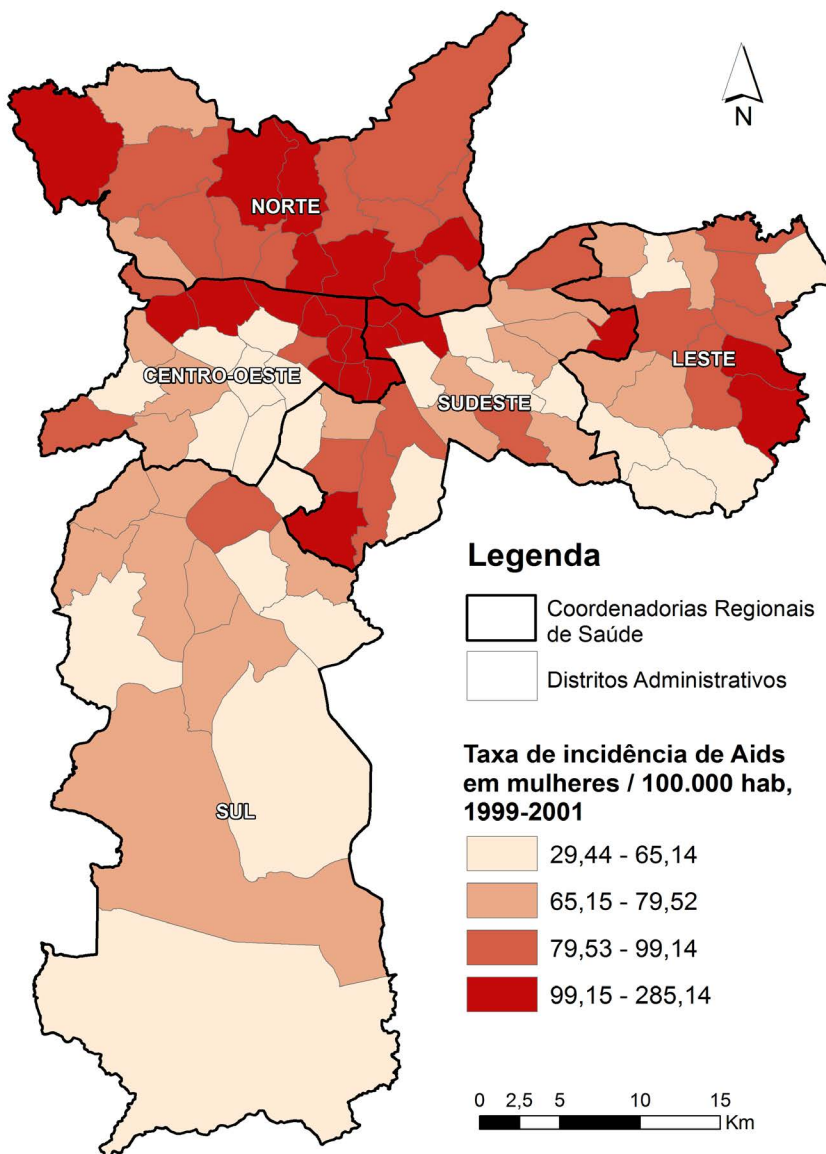 N
NORTE
LESTE
CENTRO-OESTE
SUDESTE
SUL
Legenda
Coordenadorias Regionais
de Saúde
Distritos Administrativos
Taxa de incidência de Aids
em mulheres / 100.000 hab,
1999-2001
29,44 - 65,14
65,15 - 79,52
79,53 - 99,14
99,15 - 285,14
0 2,5 5 10 15
Km